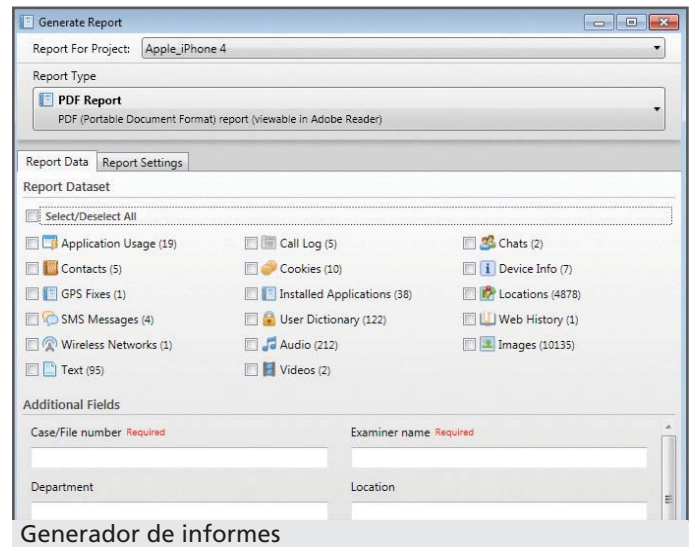 Generate Report
Report For Project: Apple_iPhone 4
Report Type
PDF Report
PDF (Portable Document Format) report (viewable in Adobe Reader)
Report Data Report Settings
Report Dataset
Select/Deselect All
Application Usage (19) Call Log (5) Chats (2)
Contacts (5) Cookies (10) Device Info (7)
GPS Fixes (1) Installed Applications (38) Locations (4878)
SMS Messages (4) User Dictionary (122) Web History (1)
Wireless Networks (1) Audio (212) Images (10135)
Text (95) Videos (2)
Additional Fields
Case/File number Required Examiner name Required
Department Location
Generador de informes